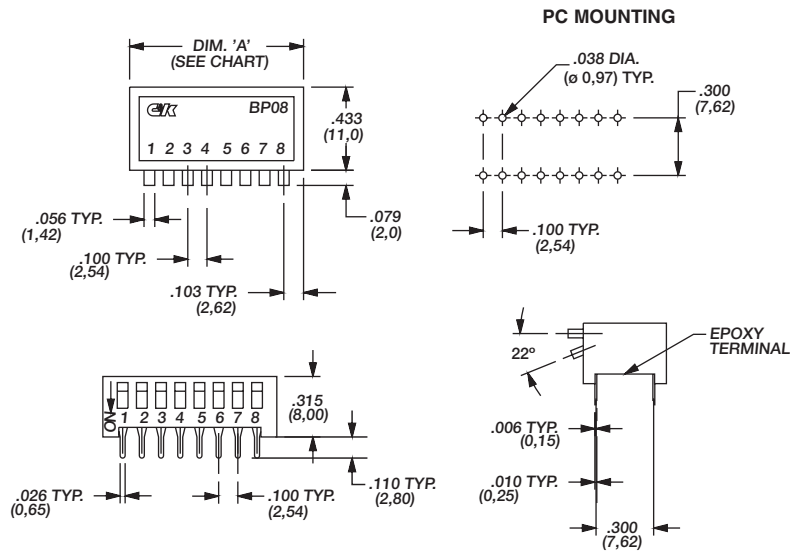 PC MOUNTING
DIM. 'A'
(SEE CHART)
C&K
BP08
1 2 3 4 5 6 7 8
.433
(11,0)
.079
(2,0)
.056 TYP.
(1,42)
.100 TYP.
(2,54)
.103 TYP.
(2,62)
.038 DIA.
(ø 0,97) TYP.
.300
(7,62)
.100 TYP.
(2,54)
ON
1 2 3 4 5 6 7 8
.315
(8,00)
.110 TYP.
(2,80)
.026 TYP.
(0,65)
.100 TYP.
(2,54)
22º
EPOXY
TERMINAL
.006 TYP.
(0,15)
.010 TYP.
(0,25)
.300
(7,62)